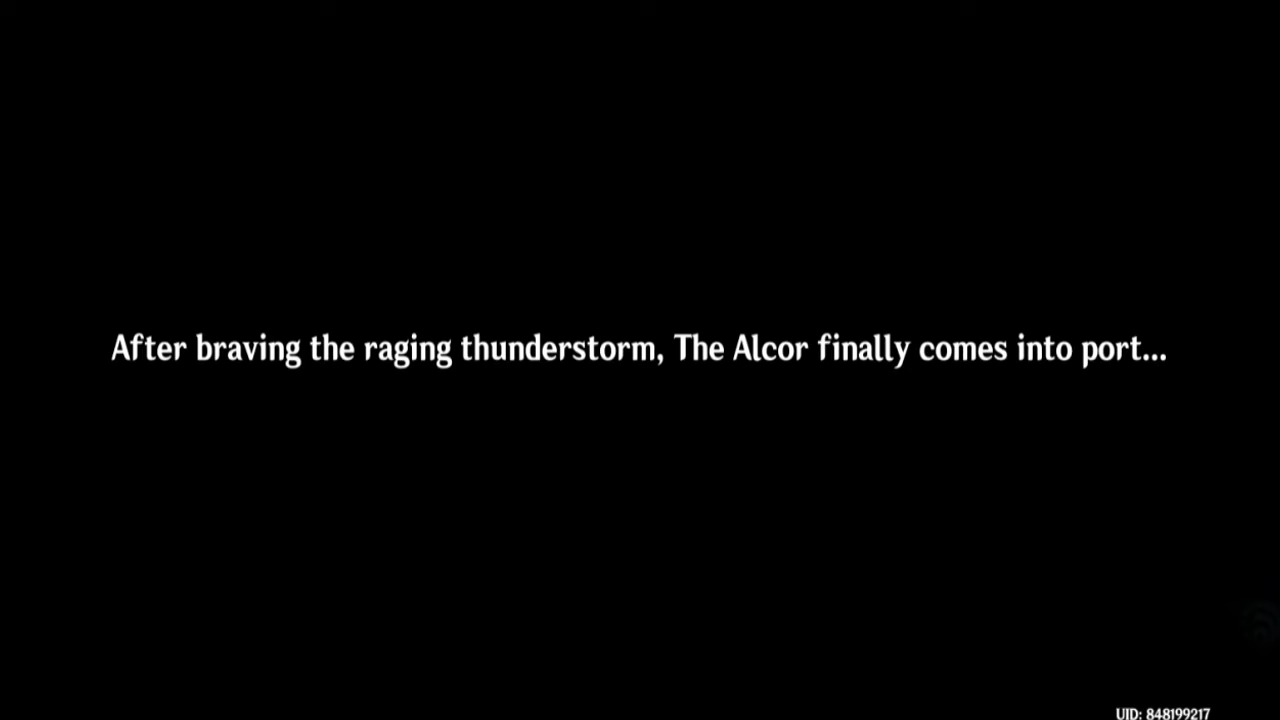 After braving the raging thunderstorm, The Alcor finally comes into port...
UID: 848199217